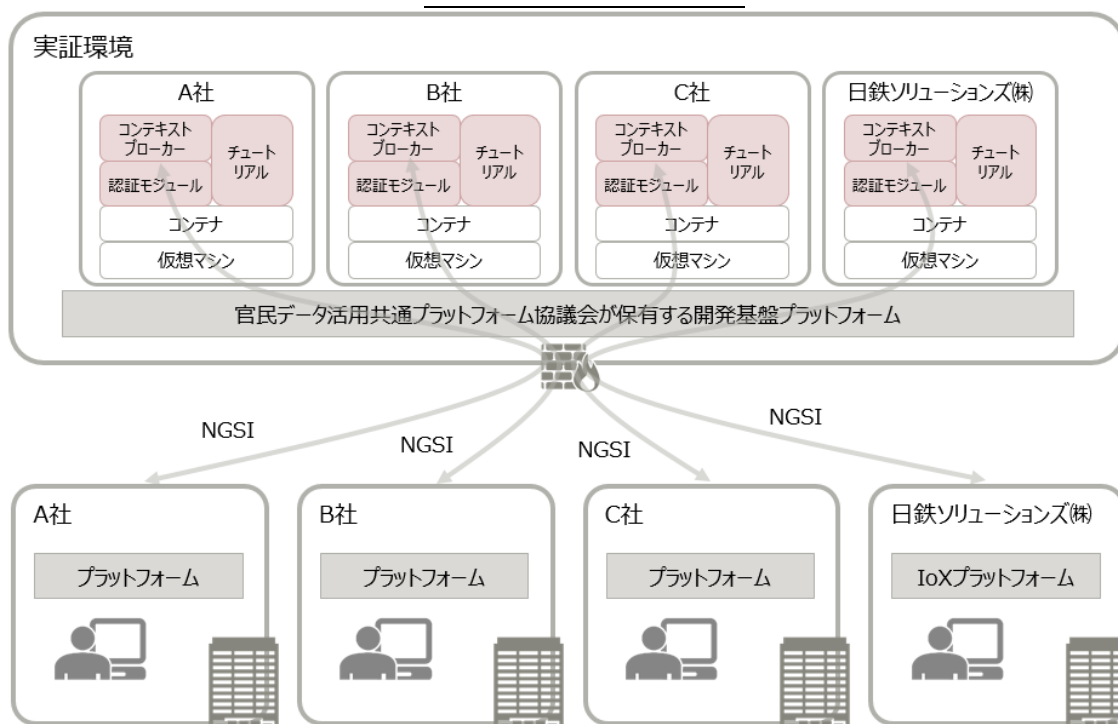 実証環境
A社
コンテキスト
ブローカー
認証モジュール
チュート
リアル
コンテナ
仮想マシン
B社
コンテキスト
ブローカー
認証モジュール
チュート
リアル
コンテナ
仮想マシン
C社
コンテキスト
ブローカー
認証モジュール
チュート
リアル
コンテナ
仮想マシン
日鉄ソリューションズ㈱
コンテキスト
ブローカー
認証モジュール
チュート
リアル
コンテナ
仮想マシン
官民データ活用共通プラットフォーム協議会が保有する開発基盤プラットフォーム
NGSI
NGSI
NGSI
NGSI
A社
プラットフォーム
B社
プラットフォーム
C社
プラットフォーム
日鉄ソリューションズ㈱
IoXプラットフォーム